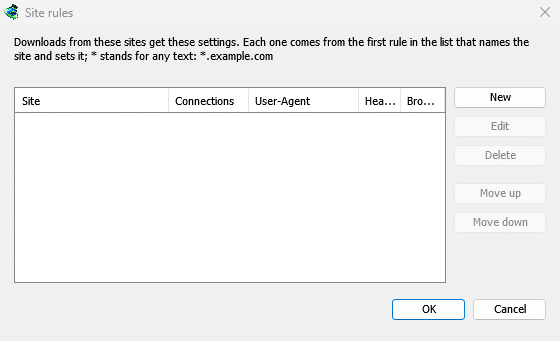 Site rules
Downloads from these sites get these settings. Each one comes from the first rule in the list that names the
site and sets it; * stands for any text: *.example.com
Site Connections User-Agent Hea... Bro...
New
Edit
Delete
Move up
Move down
OK Cancel